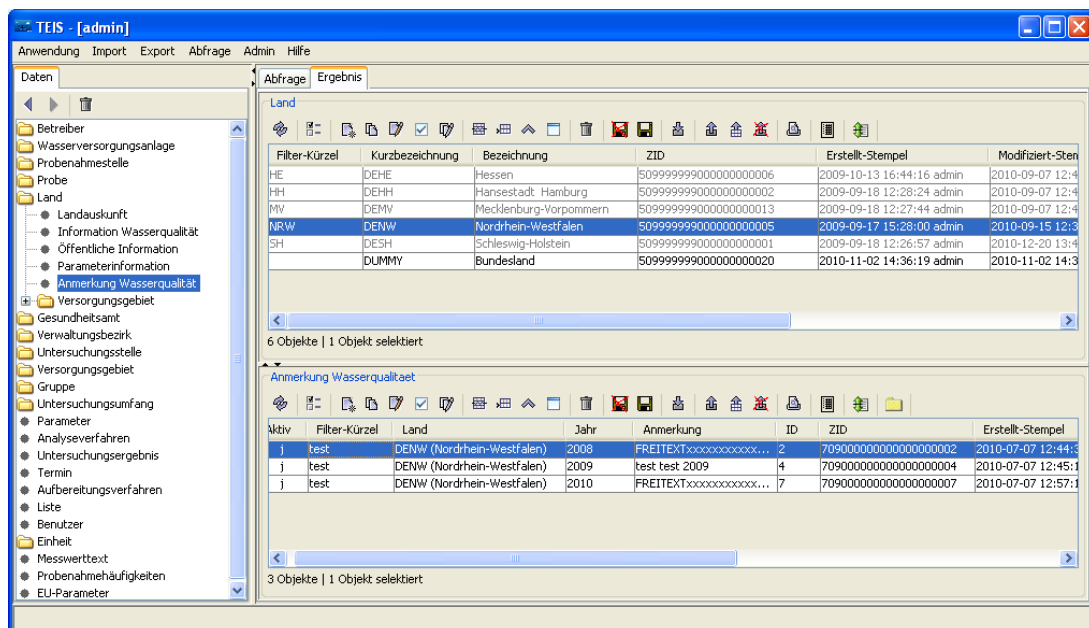 TEIS - [admin]
Anwendung Import Export Abfrage Admin Hilfe
Daten
Betreiber
Wasserversorgungsanlage
Probenahmestelle
Probe
Land
Landauskunft
Information Wasserqualität
Öffentliche Information
Parameterinformation
Anmerkung Wasserqualität
Versorgungsgebiet
Gesundheitsamt
Verwaltungsbezirk
Untersuchungsstelle
Versorgungsgebiet
Gruppe
Untersuchungsumfang
Parameter
Analyseverfahren
Untersuchungsergebnis
Termin
Aufbereitungsverfahren
Liste
Benutzer
Einheit
Messwerttext
Probenahmehäufigkeiten
EU-Parameter
Abfrage Ergebnis
Land
Filter-Kürzel Kurzbezeichnung Bezeichnung ZID Erstellt-Stempel Modifiziert-Sten
HE DEHE Hessen 509999999000000000006 2009-10-13 16:44:16 admin 2010-09-07 12:4
HH DEHH Hansestadt Hamburg 509999999000000000002 2009-09-18 12:28:24 admin 2010-09-07 12:4
MV DEMV Mecklenburg-Vorpommern 509999999000000000013 2009-09-18 12:27:44 admin 2010-09-07 12:4
NRW DENW Nordrhein-Westfalen 509999999000000000005 2009-09-17 15:28:00 admin 2010-09-15 12:3
SH DESH Schleswig-Holstein 509999999000000000001 2009-09-18 12:26:57 admin 2010-12-20 13:4
DUMMY Bundesland 509999999000000000020 2010-11-02 14:36:19 admin 2010-11-02 14:3
6 Objekte | 1 Objekt selektiert
Anmerkung Wasserqualitaet
Aktiv Filter-Kürzel Land Jahr Anmerkung ID ZID Erstellt-Stempel
j test DENW (Nordrhein-Westfalen) 2008 FREITEXTxxxxxxxxxxx... 2 709000000000000000002 2010-07-07 12:44:3
j test DENW (Nordrhein-Westfalen) 2009 test test 2009 4 709000000000000000004 2010-07-07 12:45:1
j test DENW (Nordrhein-Westfalen) 2010 FREITEXTxxxxxxxxxxx... 7 709000000000000000007 2010-07-07 12:57:1
3 Objekte | 1 Objekt selektiert